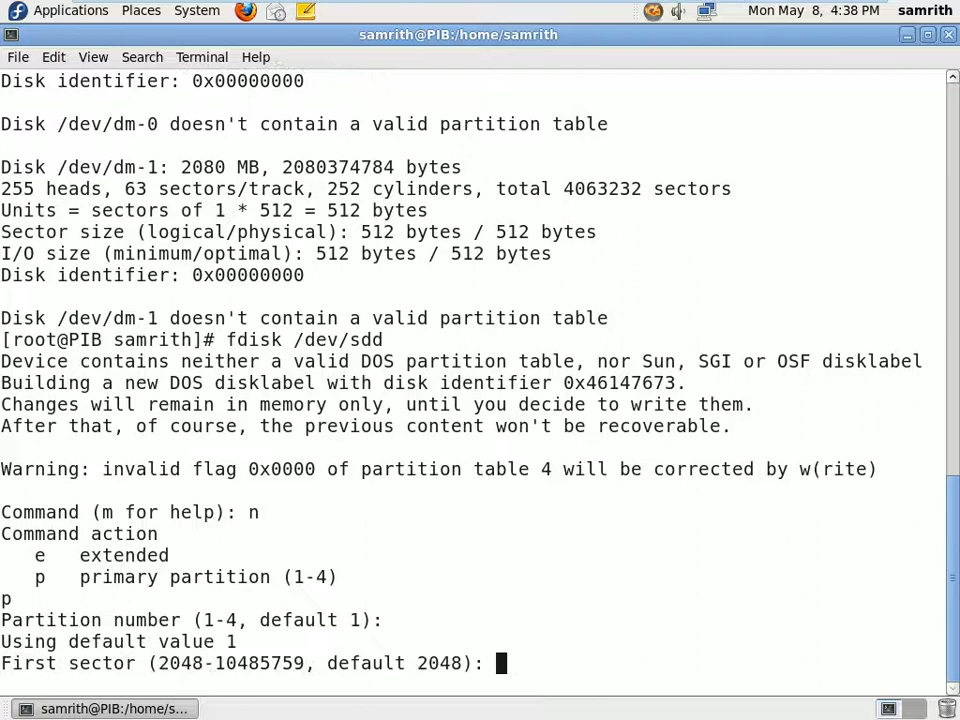 Applications Places System Mon May 8, 4:38 PM samrith
samrith@PIB:/home/samrith
File Edit View Search Terminal Help
Disk identifier: 0x00000000
Disk /dev/dm-0 doesn't contain a valid partition table
Disk /dev/dm-1: 2080 MB, 2080374784 bytes
255 heads, 63 sectors/track, 252 cylinders, total 4063232 sectors
Units = sectors of 1 * 512 = 512 bytes
Sector size (logical/physical): 512 bytes / 512 bytes
I/O size (minimum/optimal): 512 bytes / 512 bytes
Disk identifier: 0x00000000
Disk /dev/dm-1 doesn't contain a valid partition table
[root@PIB samrith]# fdisk /dev/sdd
Device contains neither a valid DOS partition table, nor Sun, SGI or OSF disklabel
Building a new DOS disklabel with disk identifier 0x46147673.
Changes will remain in memory only, until you decide to write them.
After that, of course, the previous content won't be recoverable.
Warning: invalid flag 0x0000 of partition table 4 will be corrected by w(rite)
Command (m for help): n
Command action
e extended
p primary partition (1-4)
p
Partition number (1-4, default 1):
Using default value 1
First sector (2048-10485759, default 2048):
samrith@PIB:/home/s...